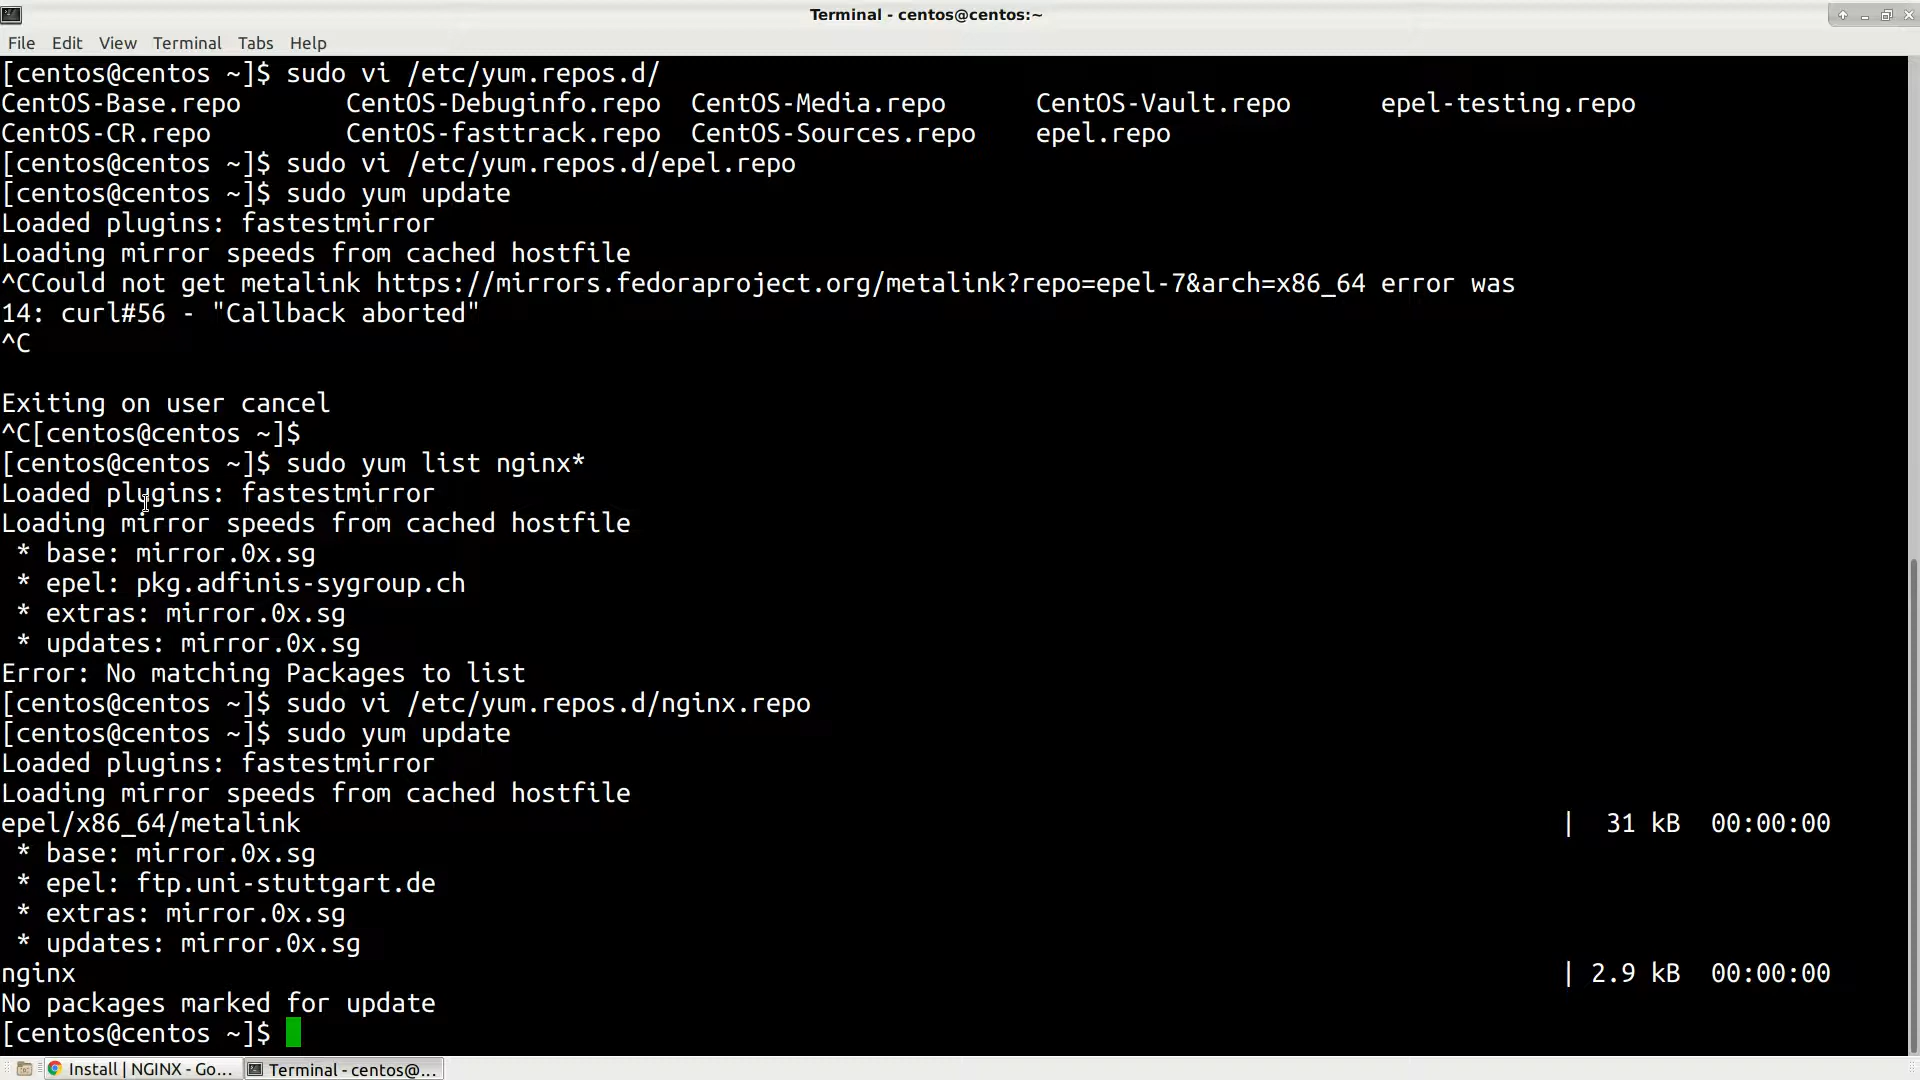 Terminal - centos@centos:~
File Edit View Terminal Tabs Help
[centos@centos ~]$ sudo vi /etc/yum.repos.d/
CentOS-Base.repo CentOS-Debuginfo.repo CentOS-Media.repo CentOS-Vault.repo epel-testing.repo
CentOS-CR.repo CentOS-fasttrack.repo CentOS-Sources.repo epel.repo
[centos@centos ~]$ sudo vi /etc/yum.repos.d/epel.repo
[centos@centos ~]$ sudo yum update
Loaded plugins: fastestmirror
Loading mirror speeds from cached hostfile
^CCould not get metalink https://mirrors.fedoraproject.org/metalink?repo=epel-7&arch=x86_64 error was
14: curl#56 - "Callback aborted"
^C
Exiting on user cancel
^C[centos@centos ~]$
[centos@centos ~]$ sudo yum list nginx*
Loaded plugins: fastestmirror
Loading mirror speeds from cached hostfile
* base: mirror.0x.sg
* epel: pkg.adfinis-sygroup.ch
* extras: mirror.0x.sg
* updates: mirror.0x.sg
Error: No matching Packages to list
[centos@centos ~]$ sudo vi /etc/yum.repos.d/nginx.repo
[centos@centos ~]$ sudo yum update
Loaded plugins: fastestmirror
Loading mirror speeds from cached hostfile
epel/x86_64/metalink | 31 kB 00:00:00
* base: mirror.0x.sg
* epel: ftp.uni-stuttgart.de
* extras: mirror.0x.sg
* updates: mirror.0x.sg
nginx | 2.9 kB 00:00:00
No packages marked for update
[centos@centos ~]$
Install | NGINX - Go... Terminal - centos@...